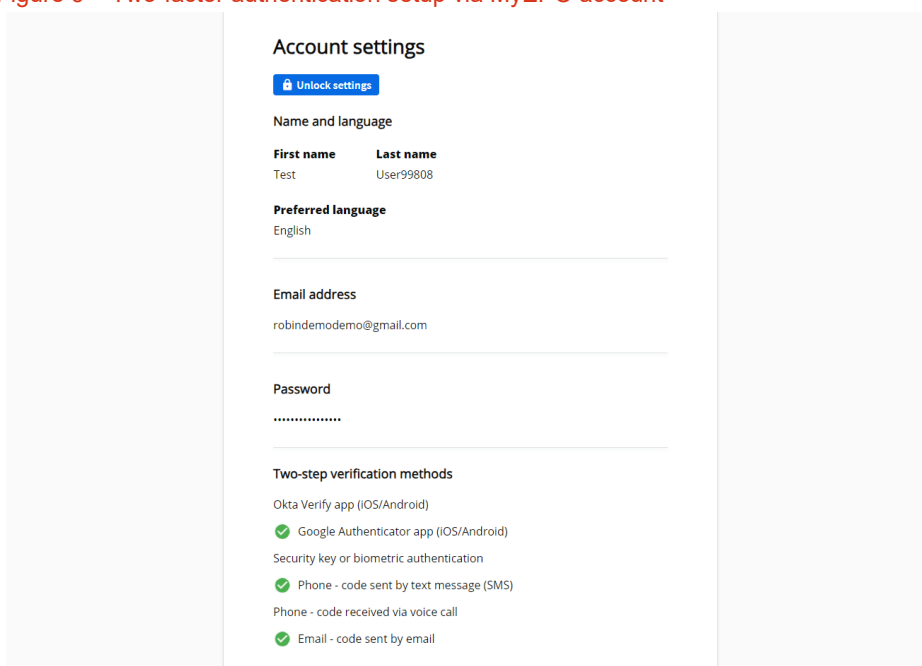 Account settings
Unlock settings
Name and language
First name Last name
Test User99808
Preferred language
English
Email address
robindemodemo@gmail.com
Password
••••••••••••••••
Two-step verification methods
Okta Verify app (iOS/Android)
Google Authenticator app (iOS/Android)
Security key or biometric authentication
Phone - code sent by text message (SMS)
Phone - code received via voice call
Email - code sent by email